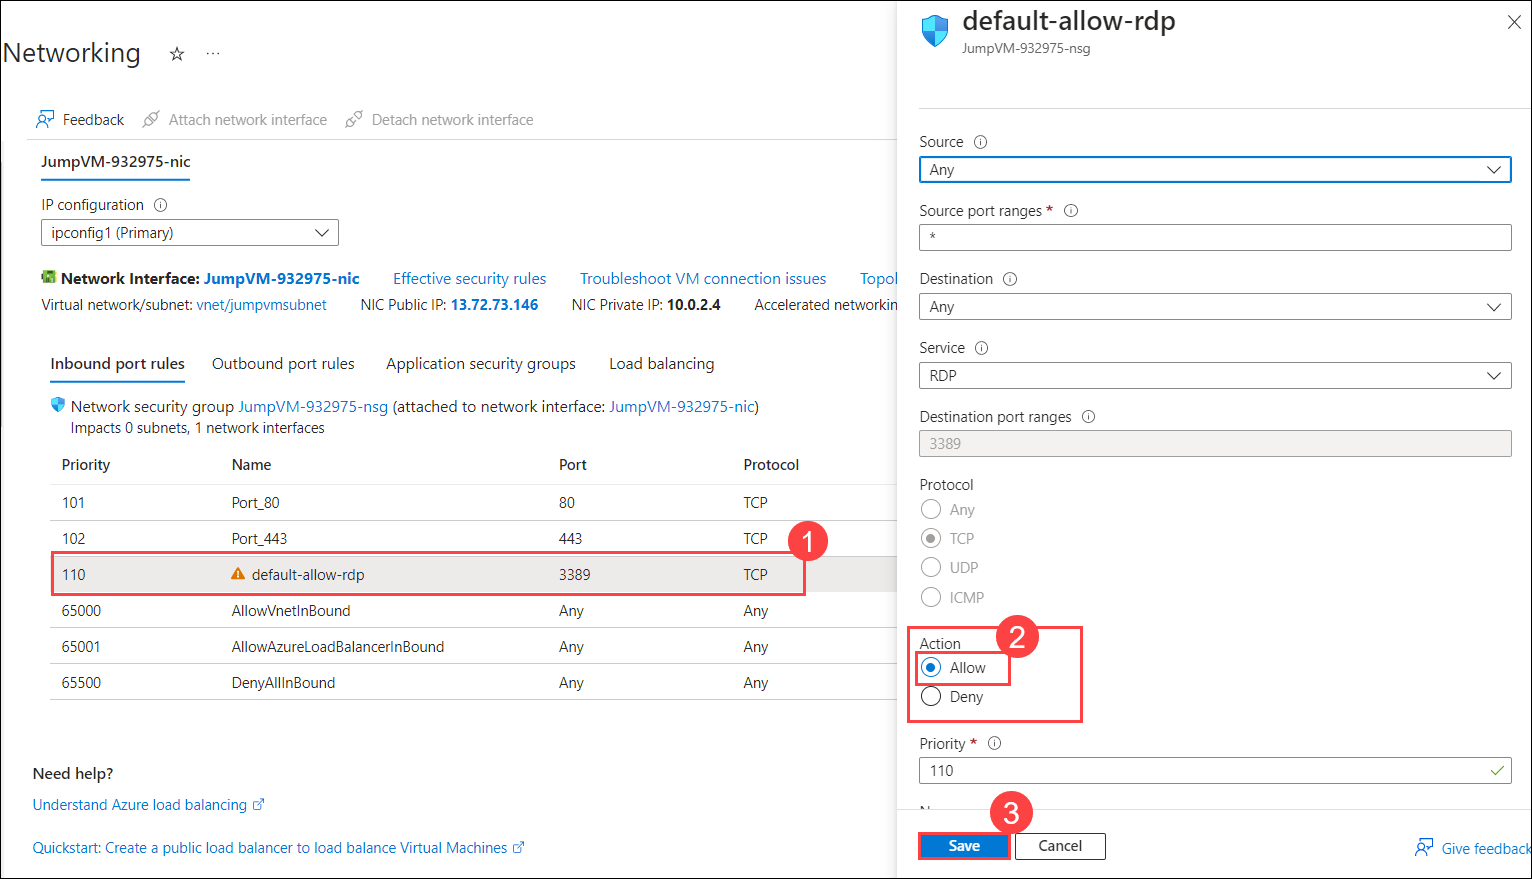 Networking
...
Feedback
Attach network interface
Detach network interface
JumpVM-932975-nic
IP configuration
ipconfig1 (Primary)
Network Interface: JumpVM-932975-nic
Effective security rules
Troubleshoot VM connection issues
Topol
Virtual network/subnet: vnet/jumpvmsubnet
NIC Public IP: 13.72.73.146
NIC Private IP: 10.0.2.4
Accelerated networkin
Inbound port rules
Outbound port rules
Application security groups
Load balancing
Network security group JumpVM-932975-nsg (attached to network interface: JumpVM-932975-nic)
Impacts 0 subnets, 1 network interfaces
Priority Name Port Protocol
101 Port_80 80 TCP
102 Port_443 443 TCP
1
110 default-allow-rdp 3389 TCP
65000 AllowVnetInBound Any Any
65001 AllowAzureLoadBalancerInBound Any Any
65500 DenyAllInBound Any Any
Need help?
Understand Azure load balancing
Quickstart: Create a public load balancer to load balance Virtual Machines
default-allow-rdp
JumpVM-932975-nsg
Source
Any
Source port ranges *
*
Destination
Any
Service
RDP
Destination port ranges
3389
Protocol
Any
TCP
UDP
ICMP
2
Action
Allow
Deny
Priority *
110
3
Save
Cancel
Give feedback